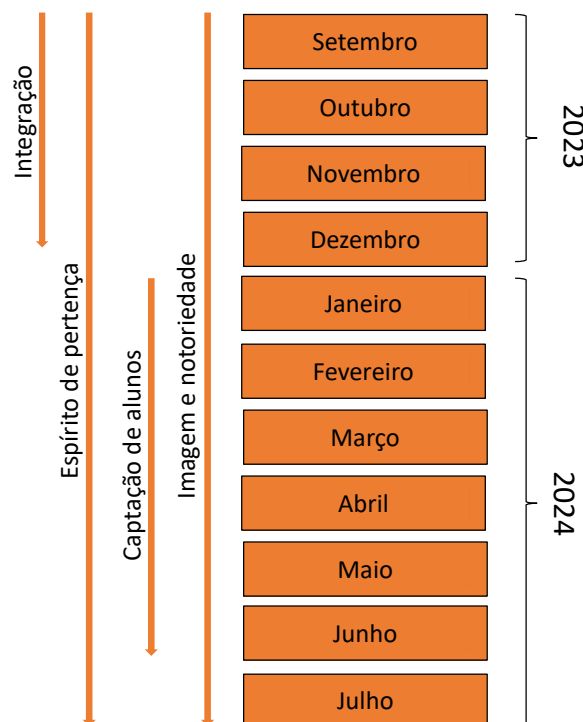 Integração
Espírito de pertença
Captação de alunos
Imagem e notoriedade
Setembro
Outubro
Novembro
Dezembro
Janeiro
Fevereiro
Março
Abril
Maio
Junho
Julho
2023
2024